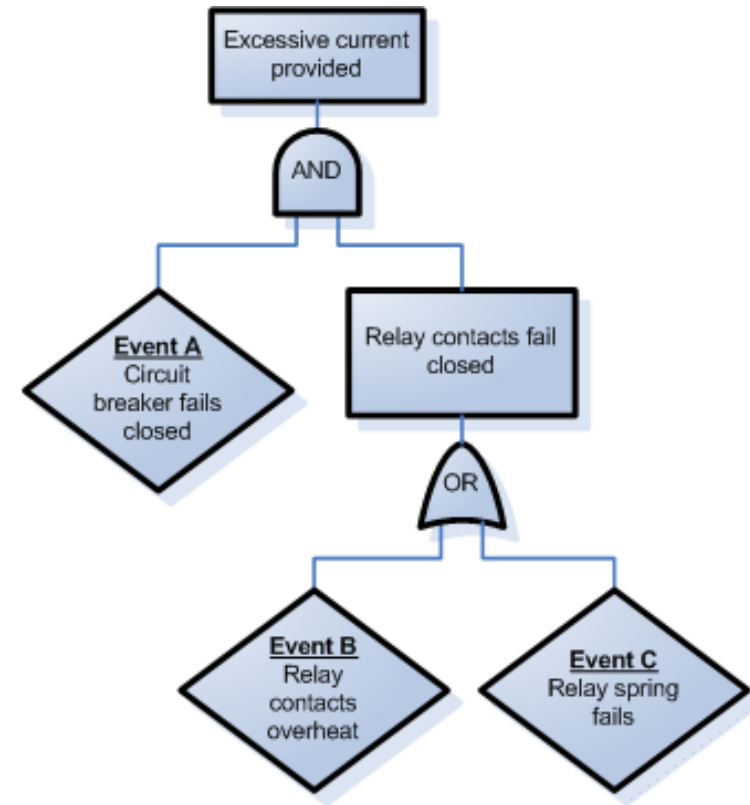 Excessive current
provided
AND
Event A
Circuit
breaker fails
closed
Relay contacts fail
closed
OR
Event B
Relay
contacts
overheat
Event C
Relay spring
fails